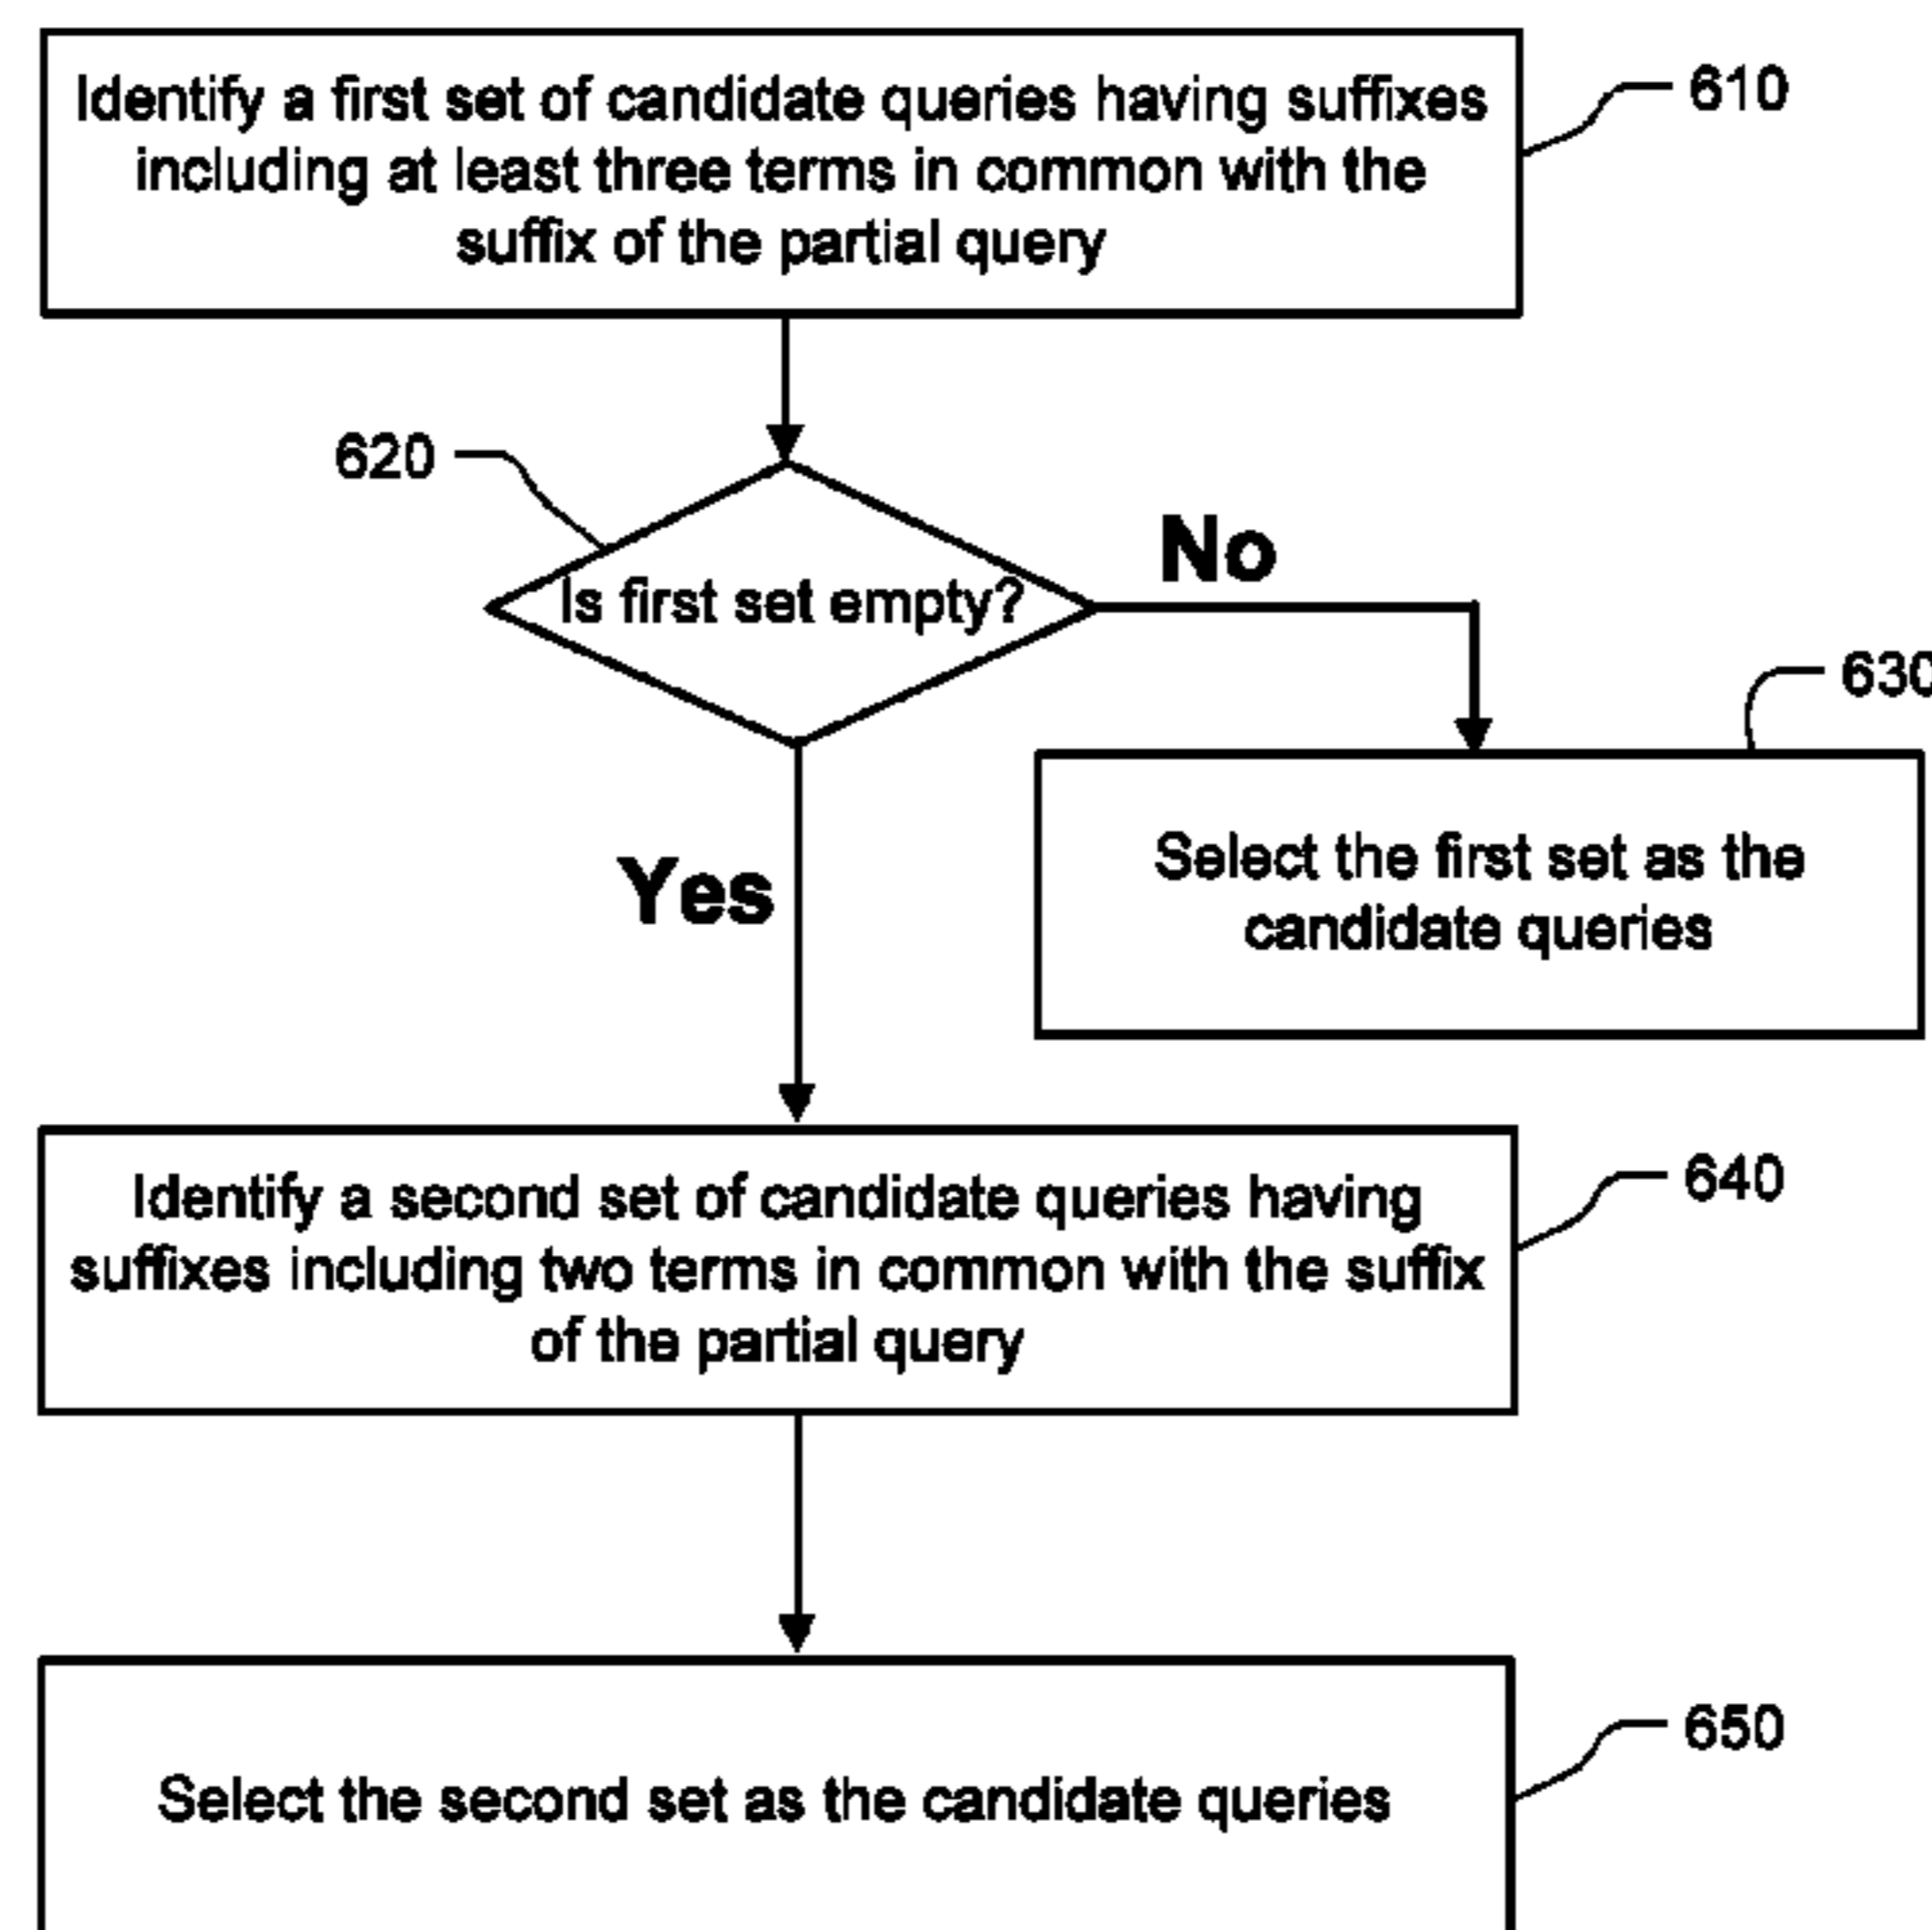 Identify a first set of candidate queries having suffixes
including at least three terms in common with the
suffix of the partial query
610
620
Is first set empty?
No
630
Select the first set as the
candidate queries
Yes
Identify a second set of candidate queries having
suffixes including two terms in common with the suffix
of the partial query
640
Select the second set as the candidate queries
650